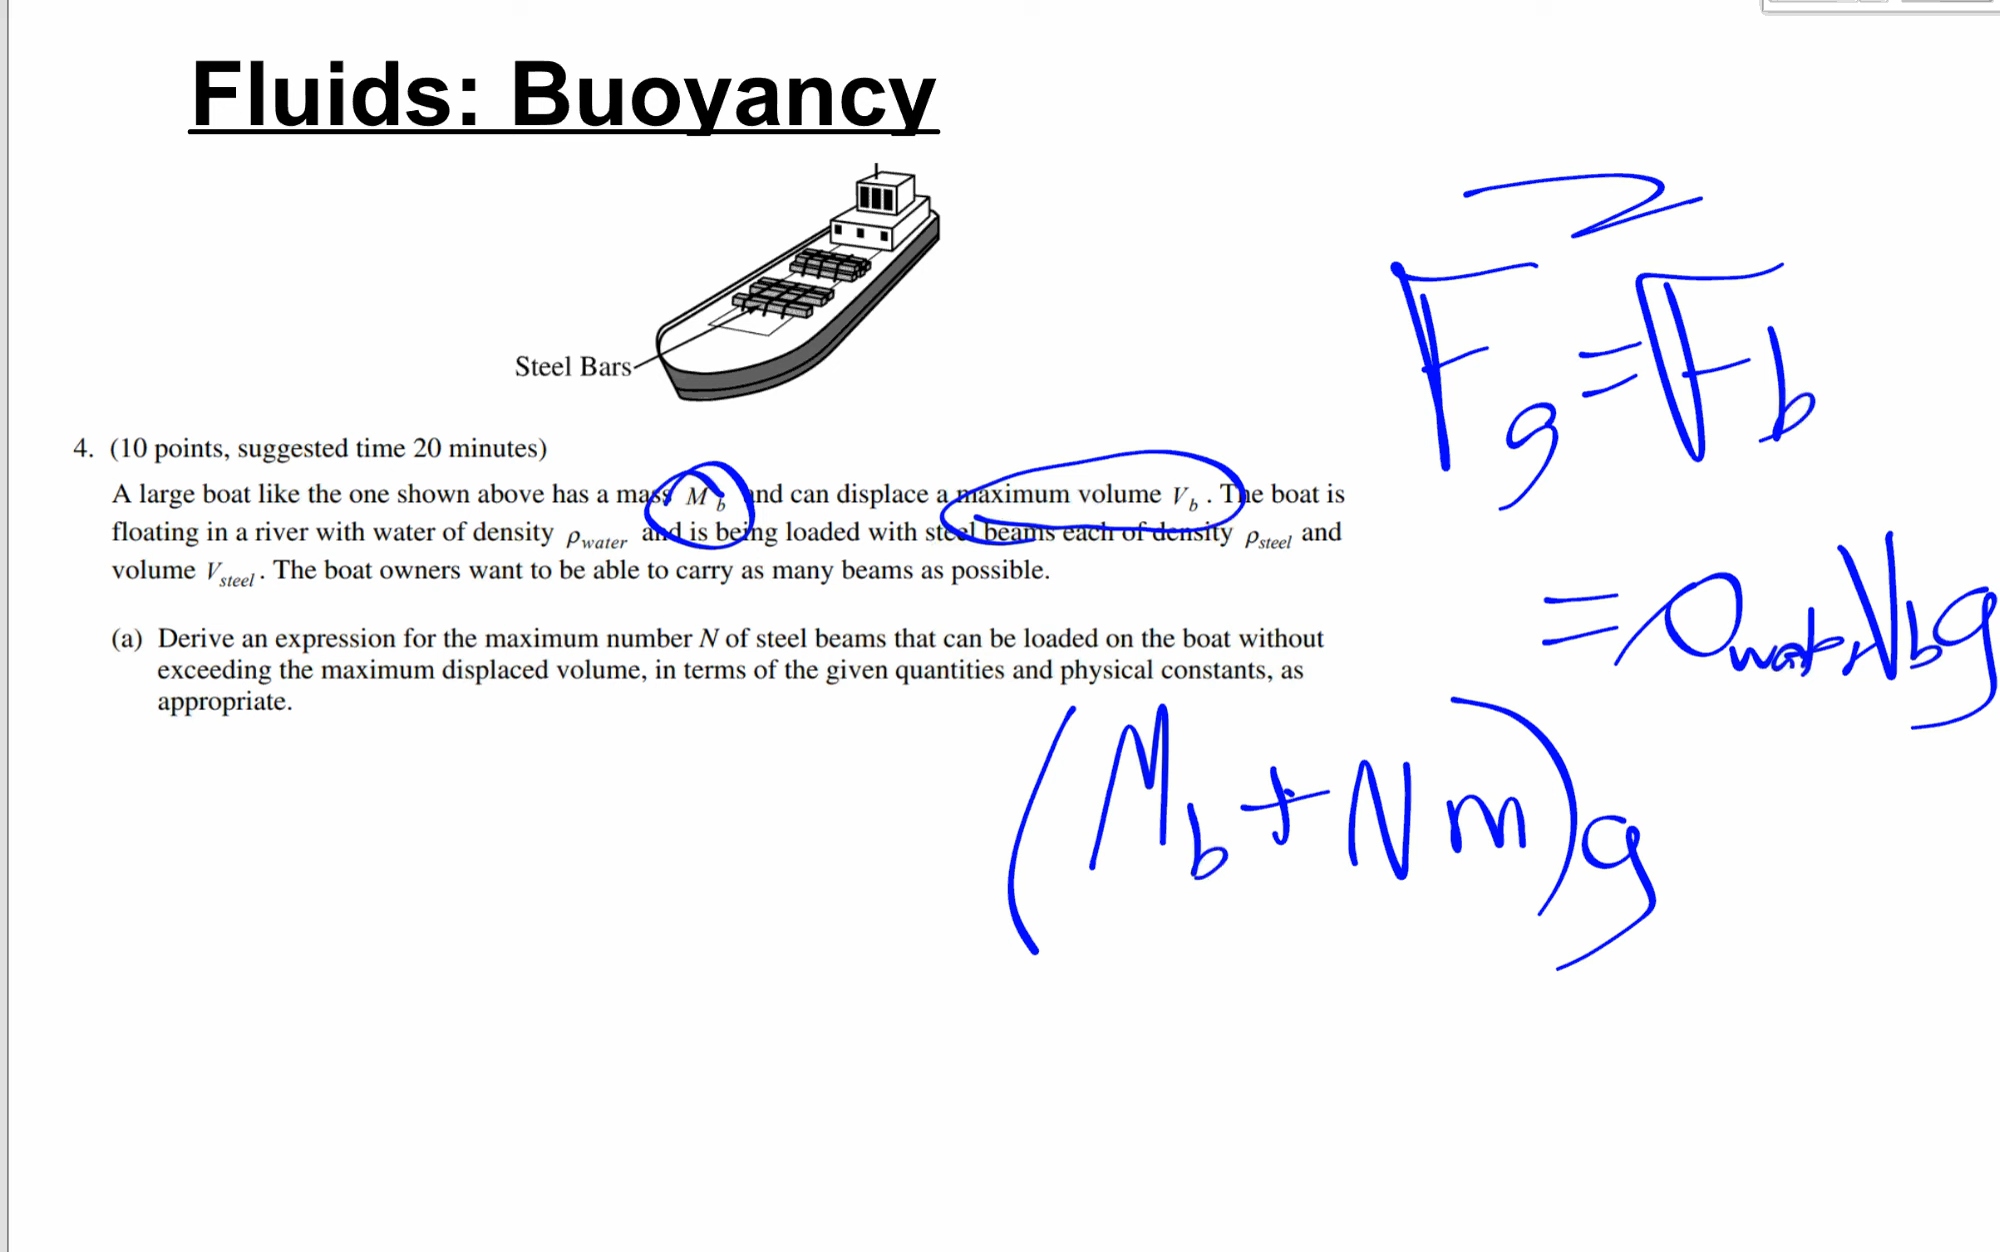 Fluids: Buoyancy
Steel Bars
4. (10 points, suggested time 20 minutes)
A large boat like the one shown above has a mass M_b and can displace a maximum volume V_b. The boat is
floating in a river with water of density ρ_water and is being loaded with steel beams each of density ρ_steel and
volume V_steel. The boat owners want to be able to carry as many beams as possible.
(a) Derive an expression for the maximum number N of steel beams that can be loaded on the boat without
exceeding the maximum displaced volume, in terms of the given quantities and physical constants, as
appropriate.
F_g = F_b
= ρ_water V_b g
(M_b + N m) g